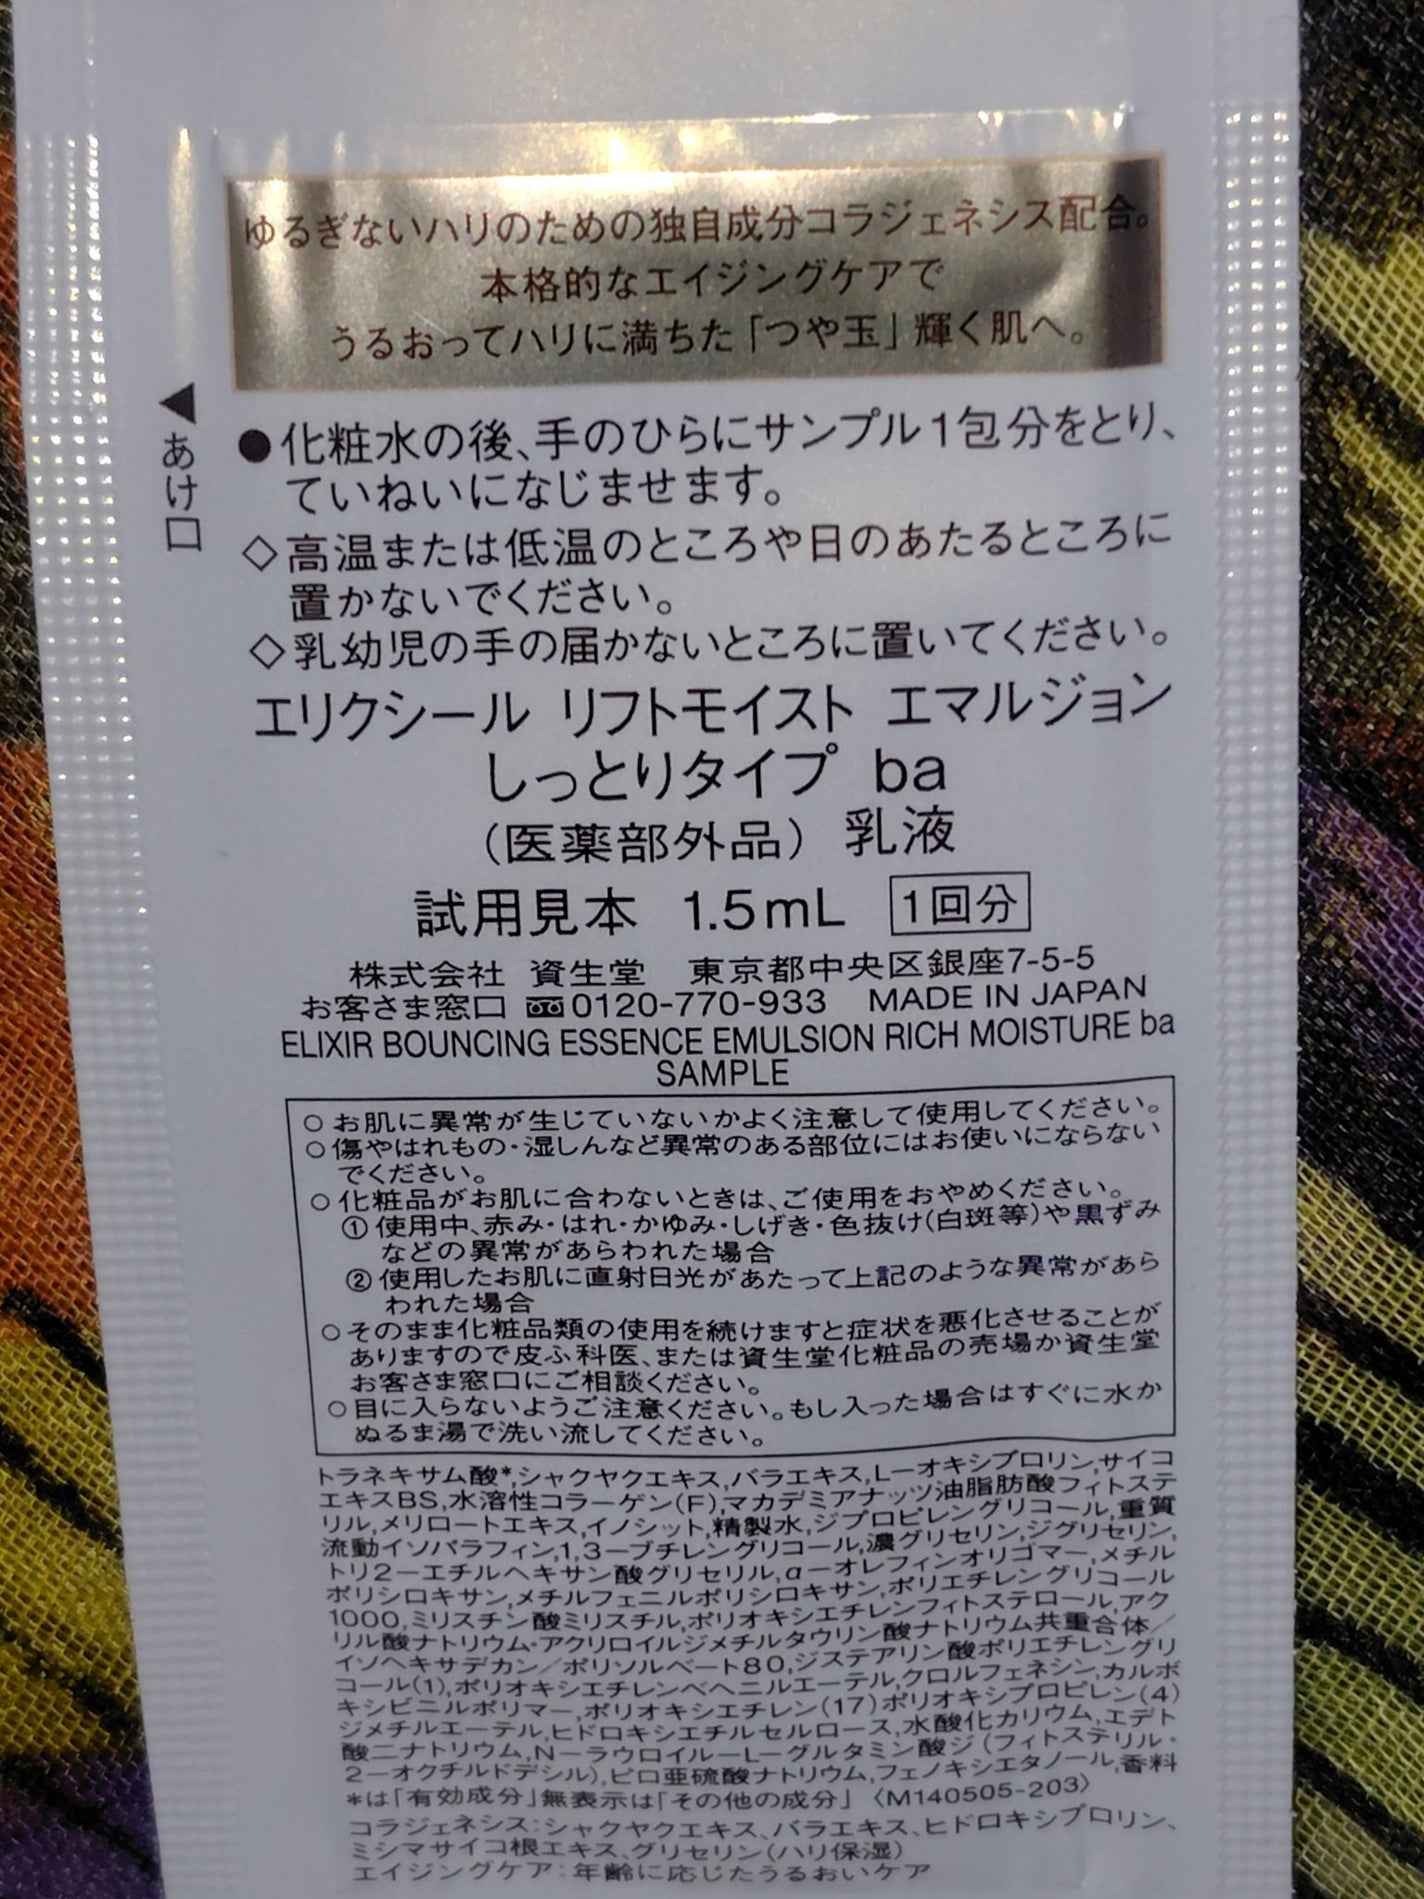 ゆるぎないハリのための独自成分コラジェネシス配合。
本格的なエイジングケアで
うるおってハリに満ちた「つや玉」輝く肌へ。
◀あけ口
●化粧水の後、手のひらにサンプル1包分をとり、
ていねいになじませます。
◇高温または低温のところや日のあたるところに
置かないでください。
◇乳幼児の手の届かないところに置いてください。
エリクシール リフトモイスト エマルジョン
しっとりタイプ ba
（医薬部外品）乳液
試用見本 1.5mL 1回分
株式会社 資生堂 東京都中央区銀座7-5-5
お客さま窓口 0120-770-933 MADE IN JAPAN
ELIXIR BOUNCING ESSENCE EMULSION RICH MOISTURE ba
SAMPLE
○お肌に異常が生じていないかよく注意して使用してください。
○傷やはれもの・湿しんなど異常のある部位にはお使いにならない
でください。
○化粧品がお肌に合わないときは、ご使用をおやめください。
①使用中、赤み・はれ・かゆみ・しげき・色抜け(白斑等)や黒ずみ
などの異常があらわれた場合
②使用したお肌に直射日光があたって上記のような異常があら
われた場合
○そのまま化粧品類の使用を続けますと症状を悪化させることが
ありますので皮ふ科医、または資生堂化粧品の売場か資生堂
お客さま窓口にご相談ください。
○目に入らないようご注意ください。もし入った場合はすぐに水か
ぬるま湯で洗い流してください。
トラネキサム酸*,シャクヤクエキス,バラエキス,L－オキシプロリン,サイコ
エキスBS,水溶性コラーゲン(F),マカデミアナッツ油脂肪酸フィトステ
リル,メリロートエキス,イノシット,精製水,ジプロピレングリコール,重質
流動イソパラフィン,1,3－ブチレングリコール,濃グリセリン,ジグリセリン,
トリ2－エチルヘキサン酸グリセリル,α－オレフィンオリゴマー,メチル
ポリシロキサン,メチルフェニルポリシロキサン,ポリエチレングリコール
1000,ミリスチン酸ミリスチル,ポリオキシエチレンフィトステロール,アク
リル酸ナトリウム・アクリロイルジメチルタウリン酸ナトリウム共重合体／
イソヘキサデカン／ポリソルベート80,ジステアリン酸ポリエチレングリ
コール(1),ポリオキシエチレンベヘニルエーテル,クロルフェネシン,カルボ
キシビニルポリマー,ポリオキシエチレン(17)ポリオキシプロピレン(4)
ジメチルエーテル,ヒドロキシエチルセルロース,水酸化カリウム,エデト
酸二ナトリウム,N－ラウロイル－L－グルタミン酸ジ(フィトステリル・
2－オクチルドデシル),ピロ亜硫酸ナトリウム,フェノキシエタノール,香料
*は「有効成分」無表示は「その他の成分」〈M140505-203〉
コラジェネシス：シャクヤクエキス、バラエキス、ヒドロキシプロリン、
ミシマサイコ根エキス、グリセリン(ハリ保湿)
エイジングケア：年齢に応じたうるおいケア